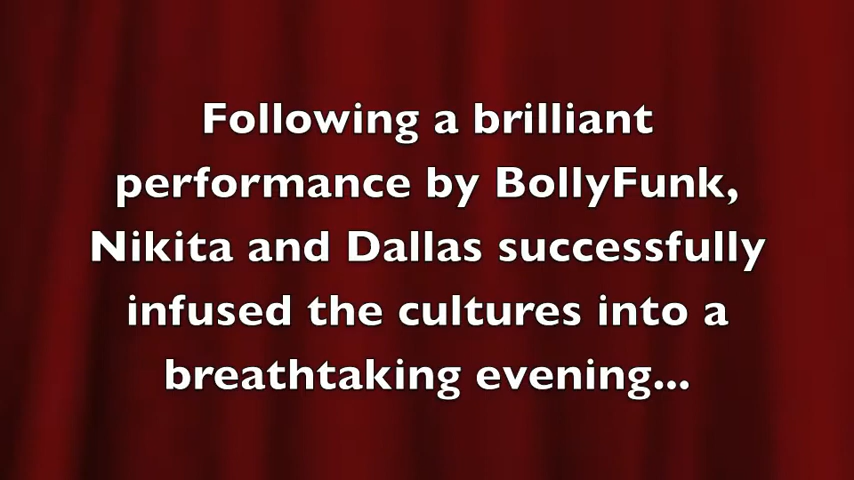 Following a brilliant
performance by BollyFunk,
Nikita and Dallas successfully
infused the cultures into a
breathtaking evening...